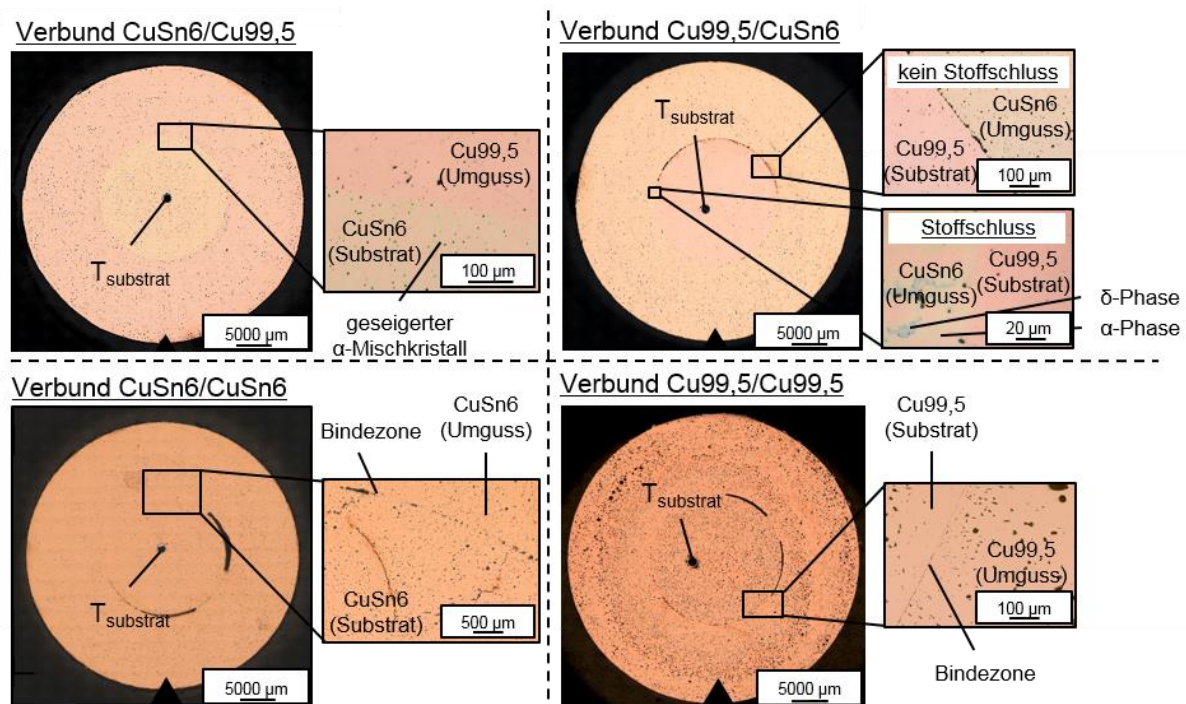 Verbund CuSn6/Cu99,5
T_substrat
Cu99,5
(Umguss)
CuSn6
(Substrat)
100 µm
5000 µm
geseigerter
α-Mischkristall
Verbund Cu99,5/CuSn6
T_substrat
kein Stoffschluss
CuSn6
(Umguss)
Cu99,5
(Substrat)
100 µm
Stoffschluss
CuSn6
(Umguss)
Cu99,5
(Substrat)
20 µm
δ-Phase
α-Phase
5000 µm
Verbund CuSn6/CuSn6
T_substrat
Bindezone
CuSn6
(Umguss)
CuSn6
(Substrat)
500 µm
5000 µm
Verbund Cu99,5/Cu99,5
T_substrat
Cu99,5
(Substrat)
Cu99,5
(Umguss)
100 µm
Bindezone
5000 µm